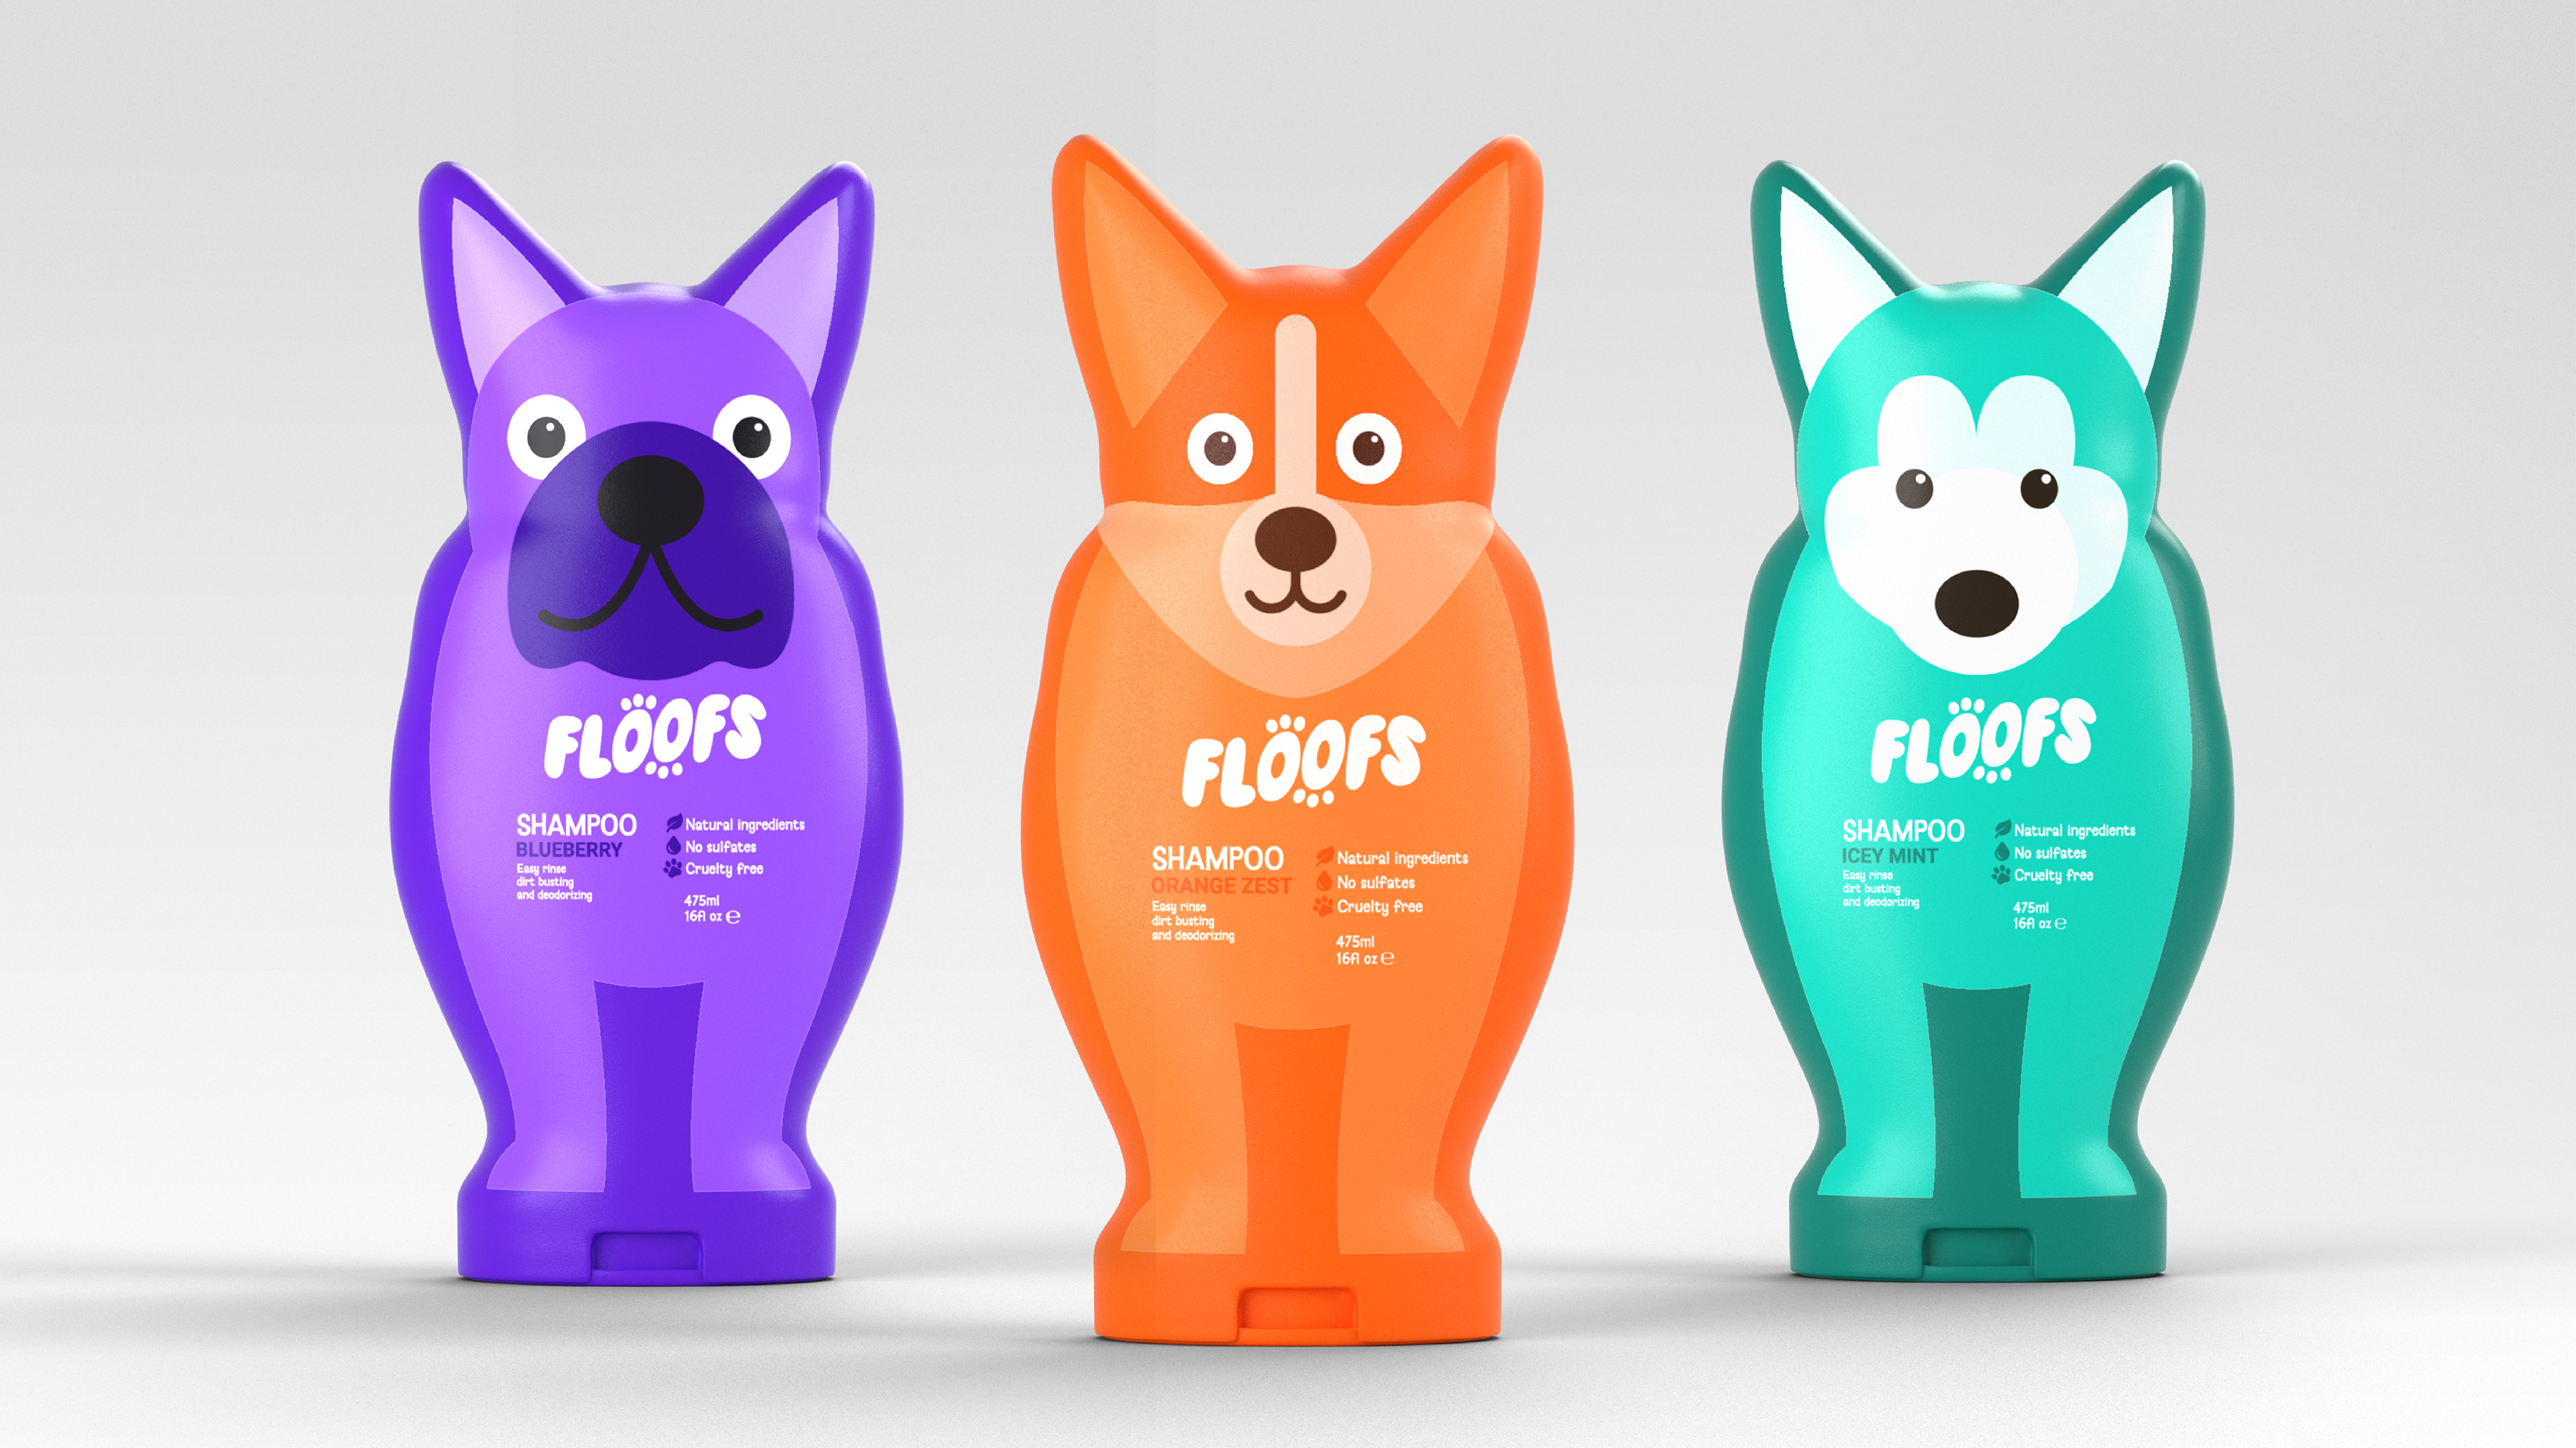 FLÖOFS
SHAMPOO
BLUEBERRY
Easy rinse
dirt busting
and deodorizing
Natural ingredients
No sulfates
Cruelty free
475ml
16fl oz ℮
FLÖOFS
SHAMPOO
ORANGE ZEST
Easy rinse
dirt busting
and deodorizing
Natural ingredients
No sulfates
Cruelty free
475ml
16fl oz ℮
FLÖOFS
SHAMPOO
ICEY MINT
Easy rinse
dirt busting
and deodorizing
Natural ingredients
No sulfates
Cruelty free
475ml
16fl oz ℮